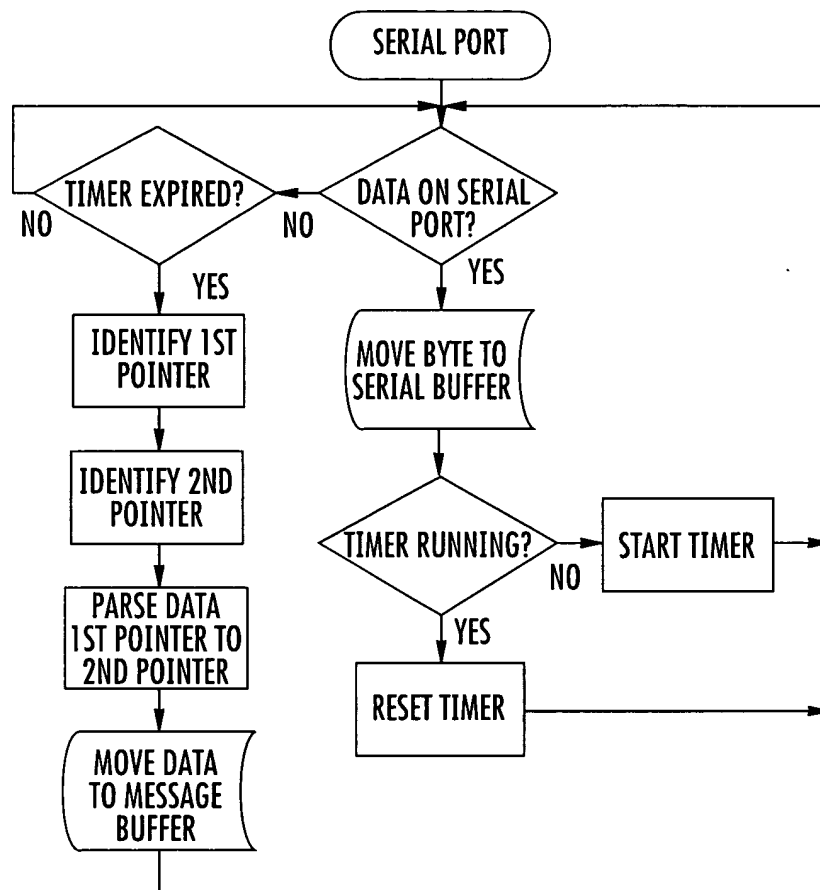 SERIAL PORT
TIMER EXPIRED?
DATA ON SERIAL
PORT?
NO
NO
YES
YES
IDENTIFY 1ST
POINTER
MOVE BYTE TO
SERIAL BUFFER
IDENTIFY 2ND
POINTER
TIMER RUNNING?
START TIMER
NO
PARSE DATA
1ST POINTER TO
2ND POINTER
YES
RESET TIMER
MOVE DATA
TO MESSAGE
BUFFER